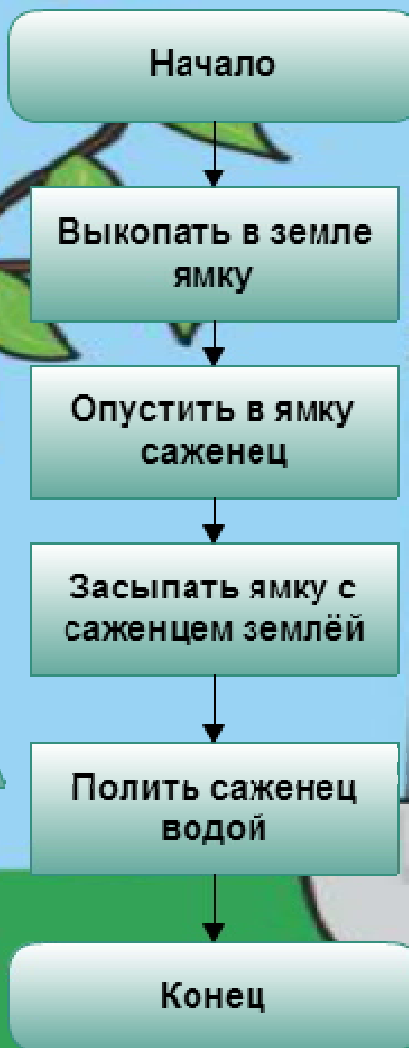 Начало
Выкопать в земле
ямку
Опустить в ямку
саженец
Засыпать ямку с
саженцем землёй
Полить саженец
водой
Конец